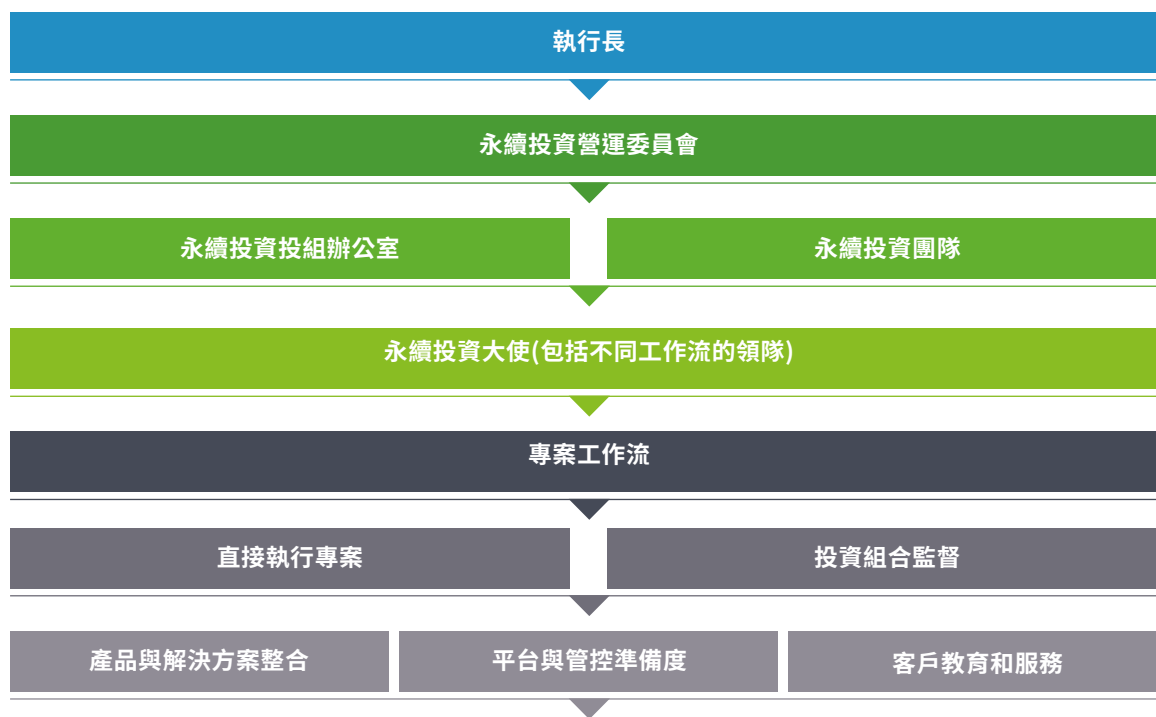 執行長
永續投資營運委員會
永續投資投組辦公室
永續投資團隊
永續投資大使(包括不同工作流的領隊)
專案工作流
直接執行專案
投資組合監督
產品與解決方案整合
平台與管控準備度
客戶教育和服務